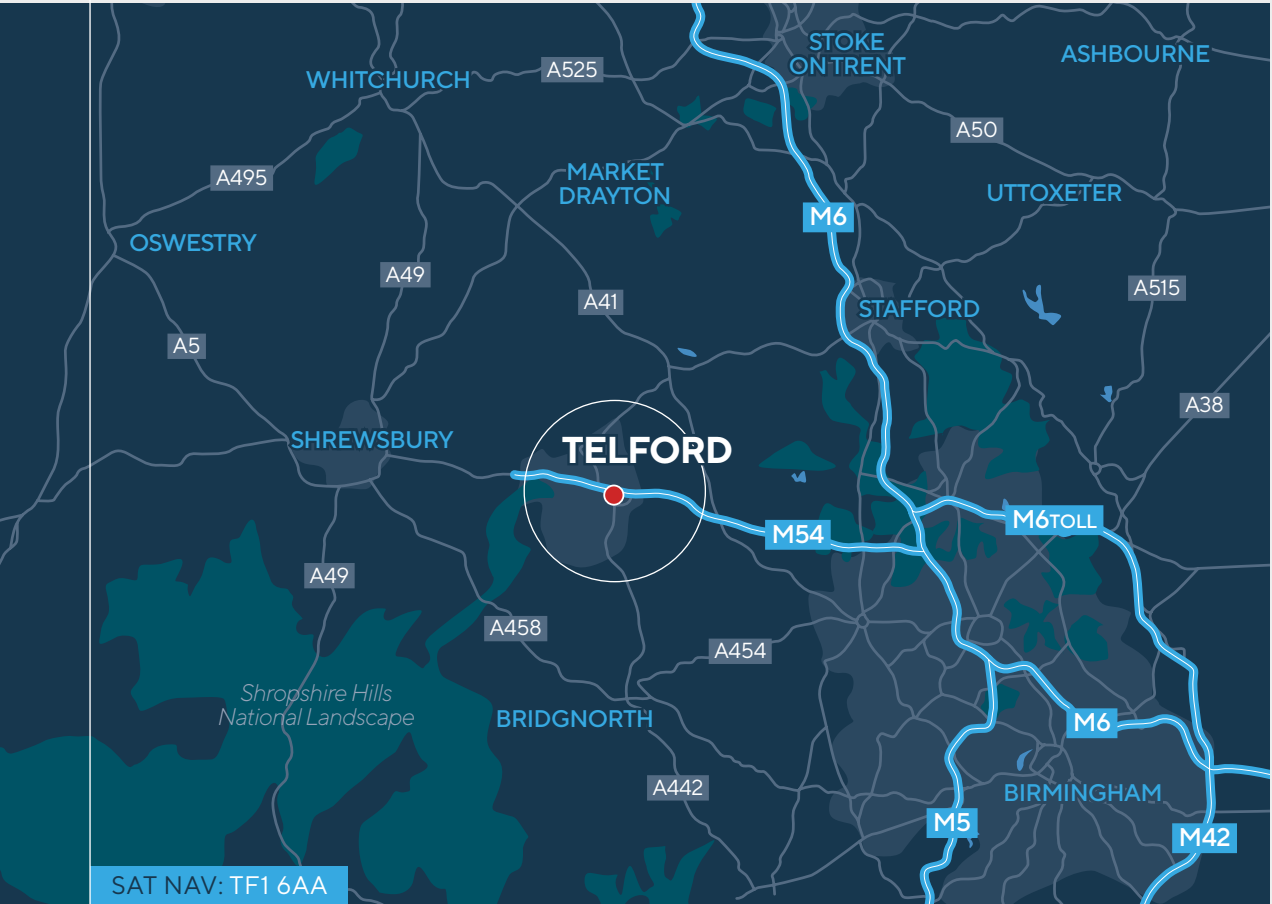 STOKE
ON TRENT
ASHBOURNE
WHITCHURCH
A525
A50
A495
MARKET
DRAYTON
UTTOXETER
M6
OSWESTRY
A49
A41
A515
STAFFORD
A5
A38
SHREWSBURY
TELFORD
M54
M6TOLL
A49
A458
A454
Shropshire Hills
National Landscape
BRIDGNORTH
M6
A442
BIRMINGHAM
M5
M42
SAT NAV: TF1 6AA